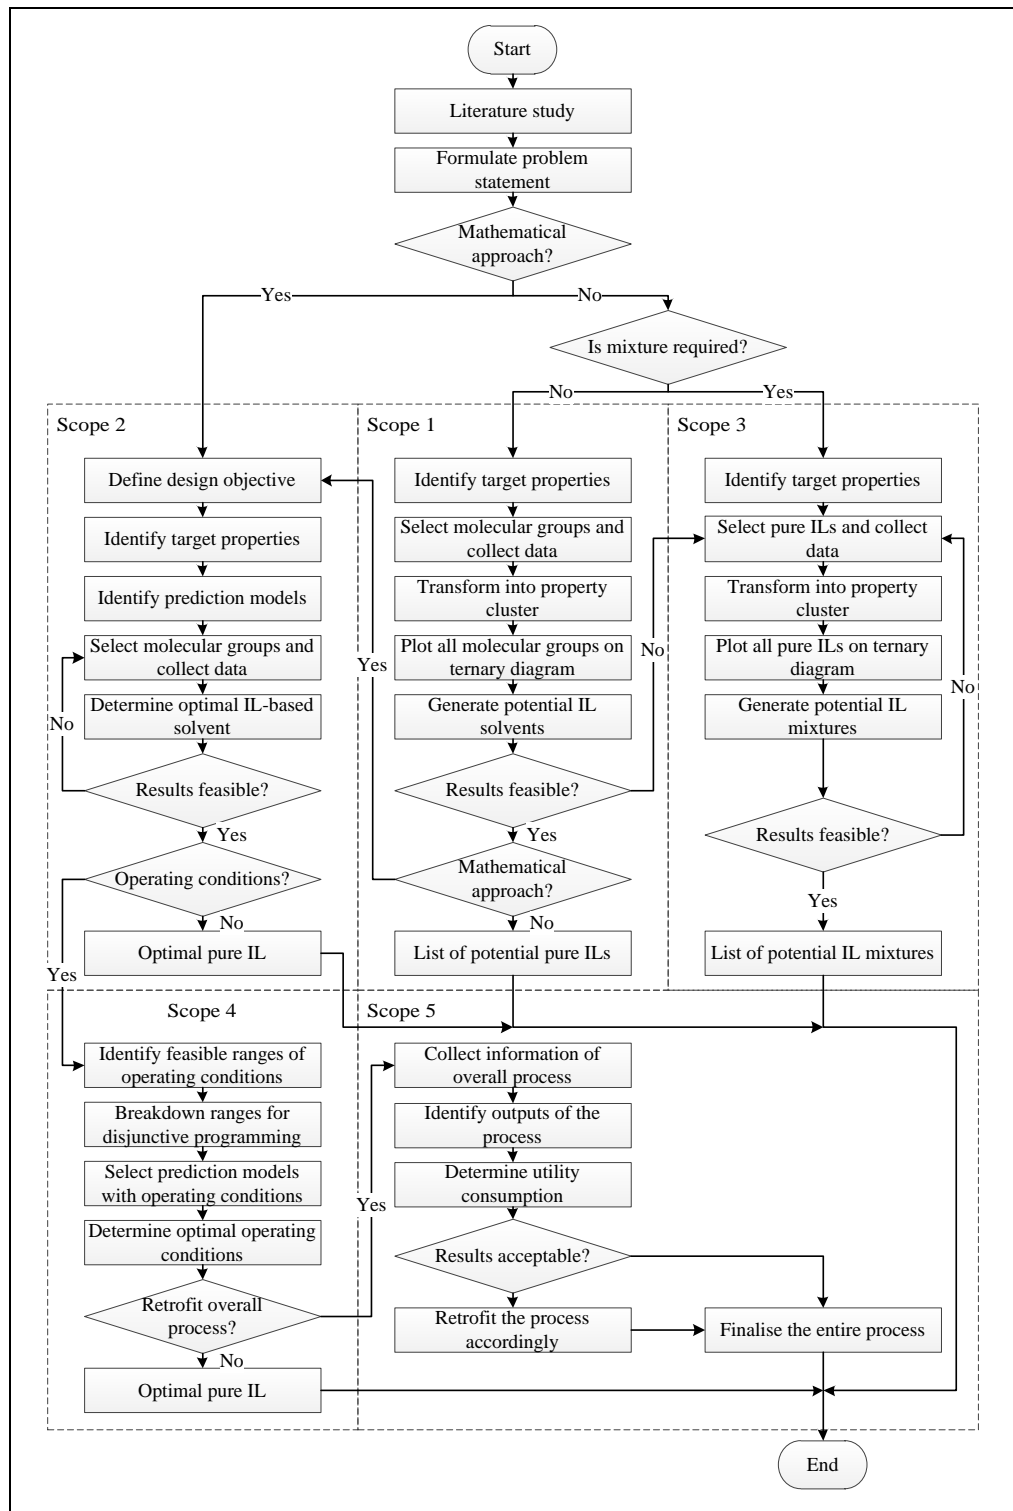 Start
Literature study
Formulate problem
statement
Mathematical
approach?
Yes
No
Is mixture required?
No
Yes
Scope 2
Define design objective
Identify target properties
Identify prediction models
Select molecular groups and
collect data
Determine optimal IL-based
solvent
No
Results feasible?
Yes
Operating conditions?
No
Optimal pure IL
Yes
Scope 1
Identify target properties
Select molecular groups and
collect data
Transform into property
cluster
Plot all molecular groups on
ternary diagram
Generate potential IL
solvents
Yes
No
Results feasible?
Yes
Mathematical
approach?
No
List of potential pure ILs
Scope 3
Identify target properties
Select pure ILs and collect
data
Transform into property
cluster
Plot all pure ILs on ternary
diagram
Generate potential IL
mixtures
No
Results feasible?
Yes
List of potential IL mixtures
Scope 4
Identify feasible ranges of
operating conditions
Breakdown ranges for
disjunctive programming
Select prediction models
with operating conditions
Determine optimal operating
conditions
Retrofit overall
process?
Yes
No
Optimal pure IL
Scope 5
Collect information of
overall process
Identify outputs of the
process
Determine utility
consumption
Results acceptable?
Retrofit the process
accordingly
Finalise the entire process
End